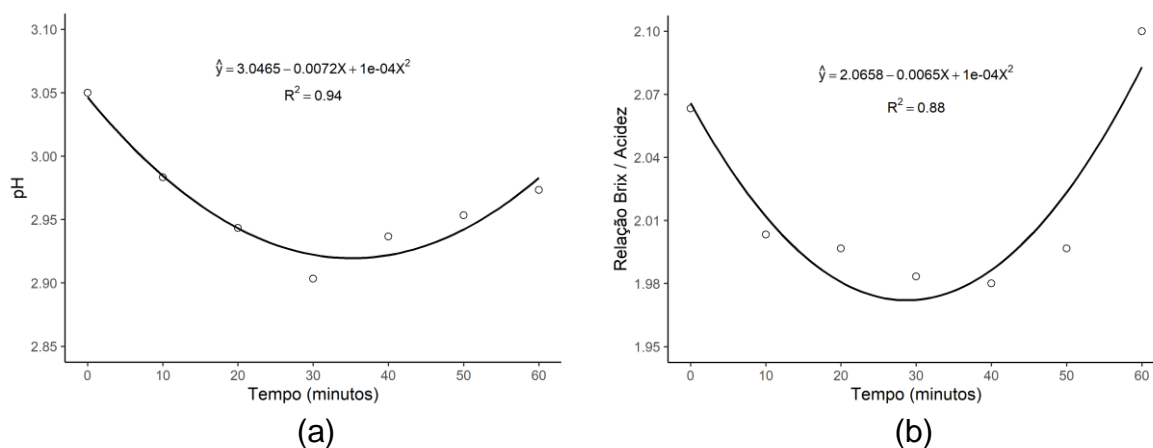 ŷ = 3.0465 − 0.0072X + 1e-04X²
R² = 0.94
pH
3.10
3.05
3.00
2.95
2.90
2.85
0 10 20 30 40 50 60
Tempo (minutos)
(a)
ŷ = 2.0658 − 0.0065X + 1e-04X²
R² = 0.88
Relação Brix / Acidez
2.10
2.07
2.04
2.01
1.98
1.95
0 10 20 30 40 50 60
Tempo (minutos)
(b)